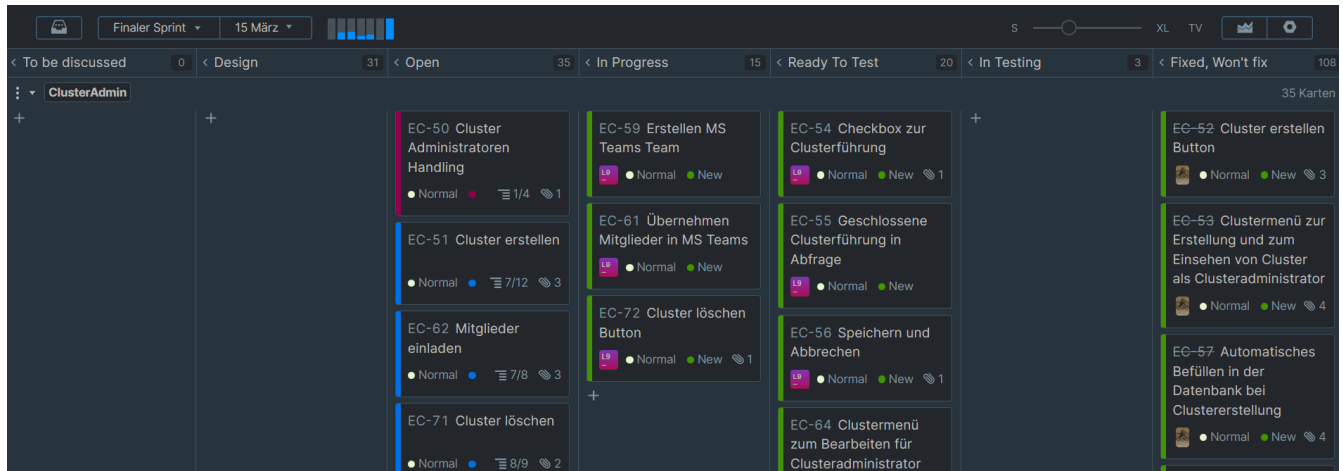 Finaler Sprint 15 März S XL TV
To be discussed 0 Design 31 Open 35 In Progress 15 Ready To Test 20 In Testing 3 Fixed, Won't fix 108
ClusterAdmin 35 Karten
EC-50 Cluster
Administratoren
Handling
Normal 1/4 1
EC-51 Cluster erstellen
Normal 7/12 3
EC-62 Mitglieder
einladen
Normal 7/8 3
EC-71 Cluster löschen
Normal 8/9 2
EC-59 Erstellen MS
Teams Team
L9 Normal New
EC-61 Übernehmen
Mitglieder in MS Teams
L9 Normal New
EC-72 Cluster löschen
Button
L9 Normal New 1
EC-54 Checkbox zur
Clusterführung
L9 Normal New 1
EC-55 Geschlossene
Clusterführung in
Abfrage
L9 Normal New
EC-56 Speichern und
Abbrechen
L9 Normal New 1
EC-64 Clustermenü
zum Bearbeiten für
Clusteradministrator
EC-52 Cluster erstellen
Button
Normal New 3
EC-53 Clustermenü zur
Erstellung und zum
Einsehen von Cluster
als Clusteradministrator
Normal New 4
EC-57 Automatisches
Befüllen in der
Datenbank bei
Clustererstellung
Normal New 4